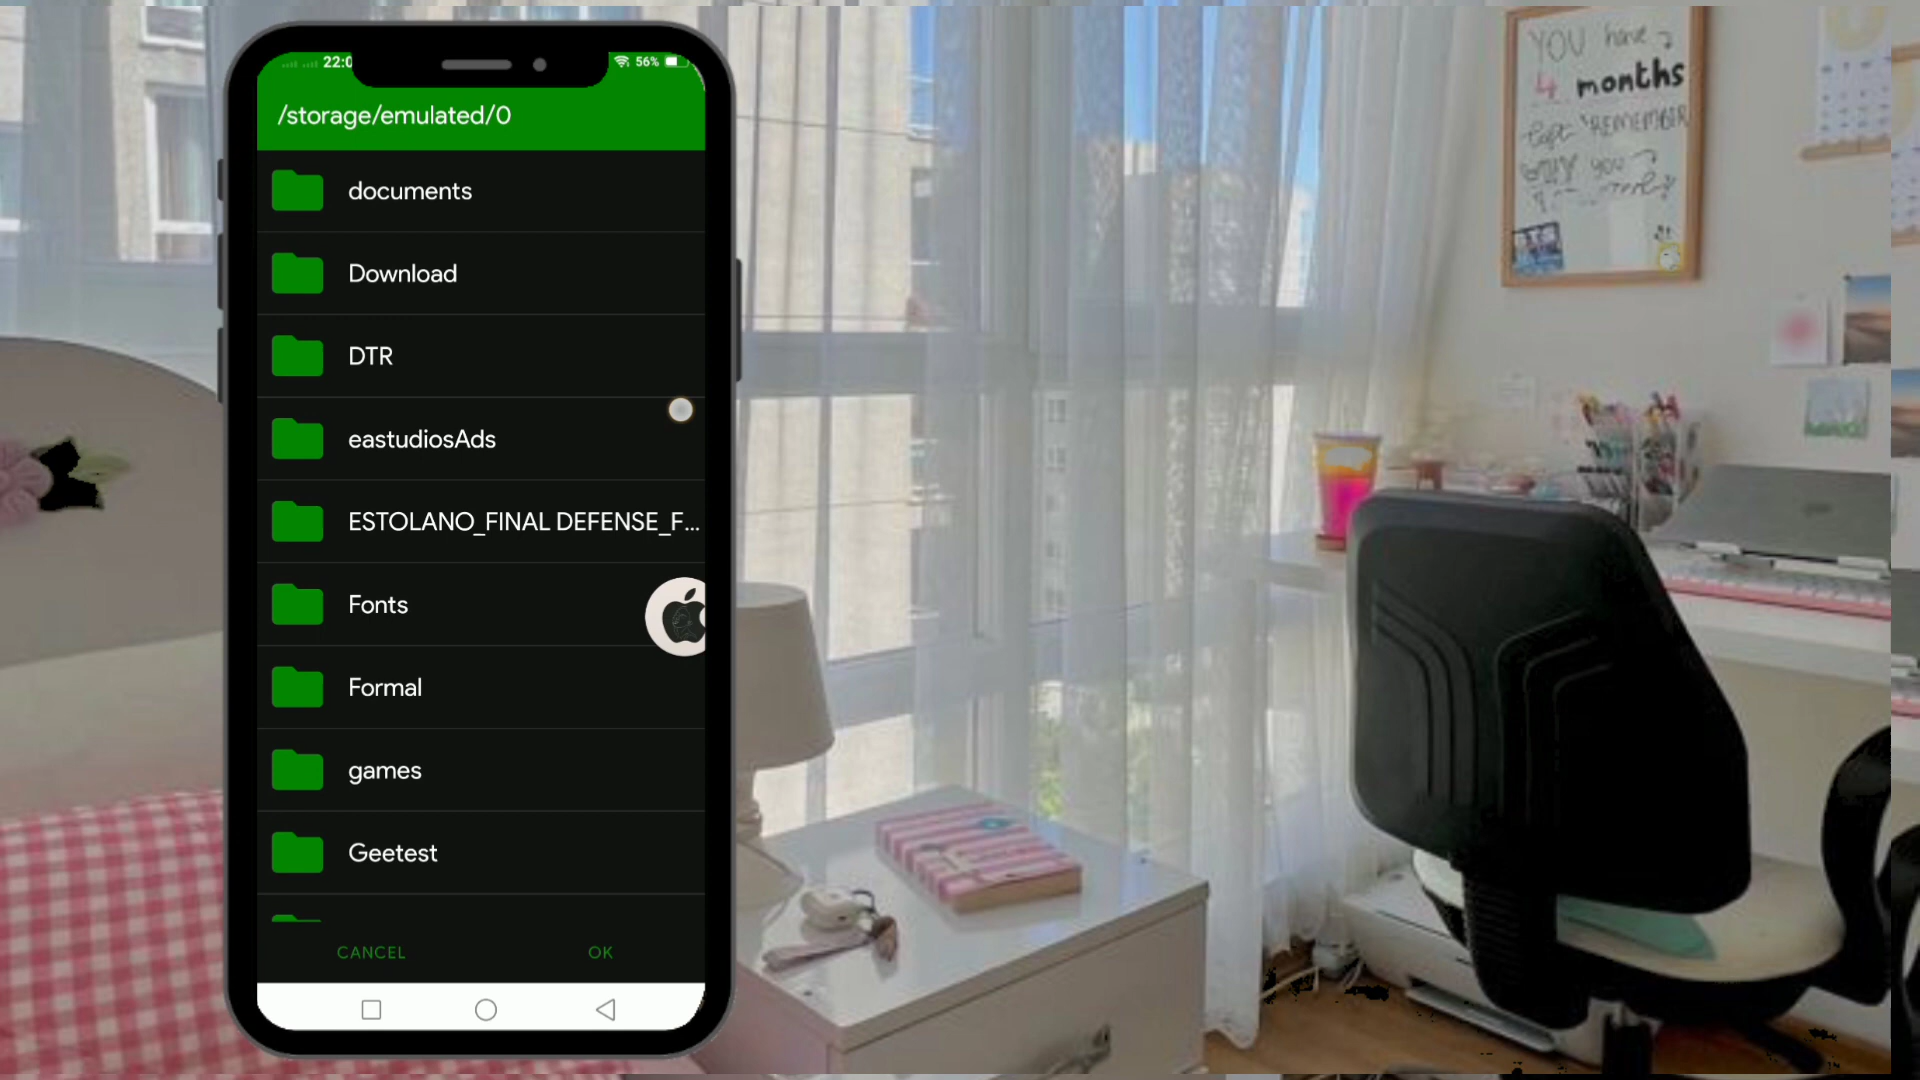 22:0
56%
/storage/emulated/0
documents
Download
DTR
eastudiosAds
ESTOLANO_FINAL DEFENSE_F...
Fonts
Formal
games
Geetest
CANCEL
OK
YOU have
4 months
REMEMBER
you